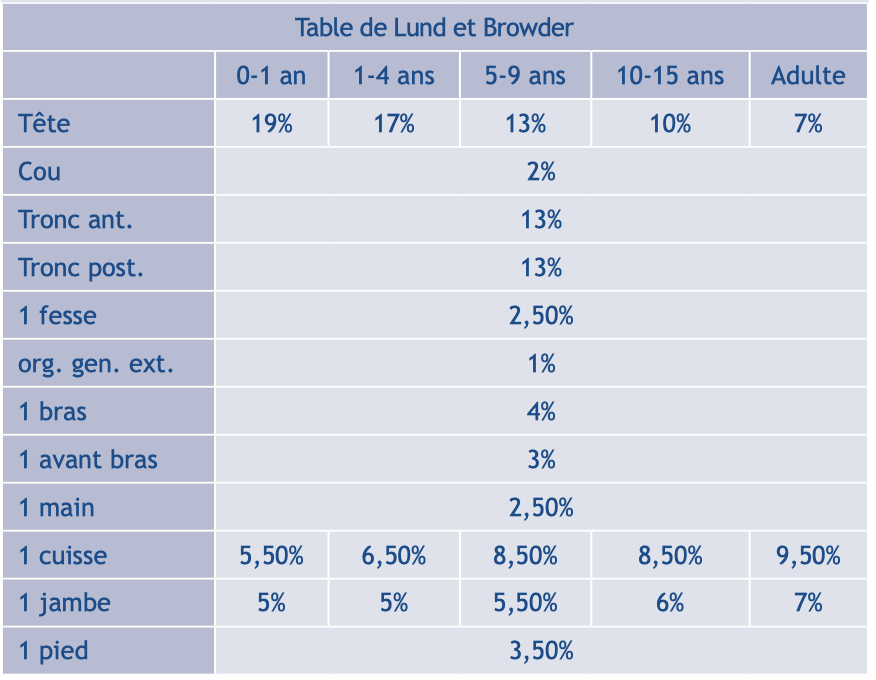 Table de Lund et Browder
0-1 an 1-4 ans 5-9 ans 10-15 ans Adulte
Tête 19% 17% 13% 10% 7%
Cou 2%
Tronc ant. 13%
Tronc post. 13%
1 fesse 2,50%
org. gen. ext. 1%
1 bras 4%
1 avant bras 3%
1 main 2,50%
1 cuisse 5,50% 6,50% 8,50% 8,50% 9,50%
1 jambe 5% 5% 5,50% 6% 7%
1 pied 3,50%